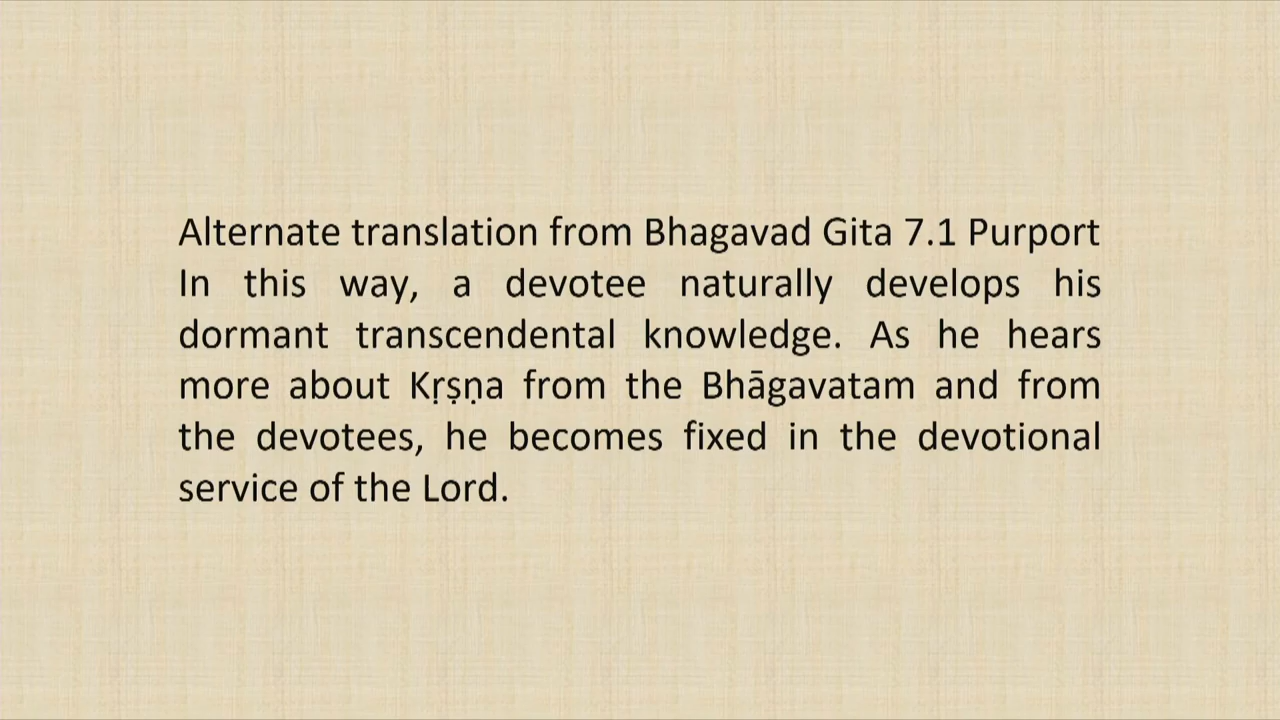 Alternate translation from Bhagavad Gita 7.1 Purport
In this way, a devotee naturally develops his
dormant transcendental knowledge. As he hears
more about Kṛṣṇa from the Bhāgavatam and from
the devotees, he becomes fixed in the devotional
service of the Lord.